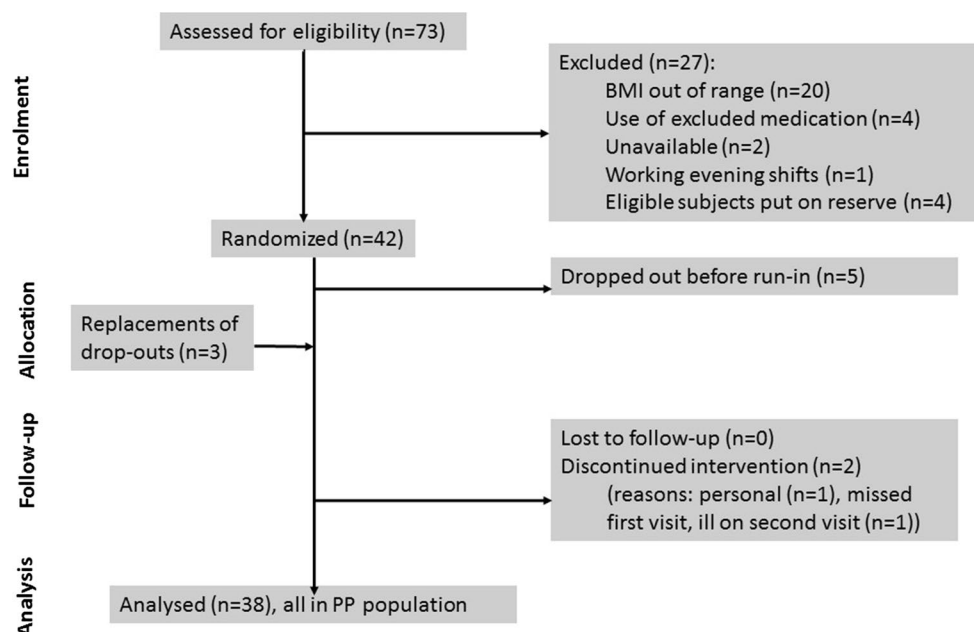 Assessed for eligibility (n=73)
Enrolment
Excluded (n=27):
BMI out of range (n=20)
Use of excluded medication (n=4)
Unavailable (n=2)
Working evening shifts (n=1)
Eligible subjects put on reserve (n=4)
Randomized (n=42)
Allocation
Dropped out before run-in (n=5)
Replacements of
drop-outs (n=3)
Follow-up
Lost to follow-up (n=0)
Discontinued intervention (n=2)
(reasons: personal (n=1), missed
first visit, ill on second visit (n=1))
Analysis
Analysed (n=38), all in PP population